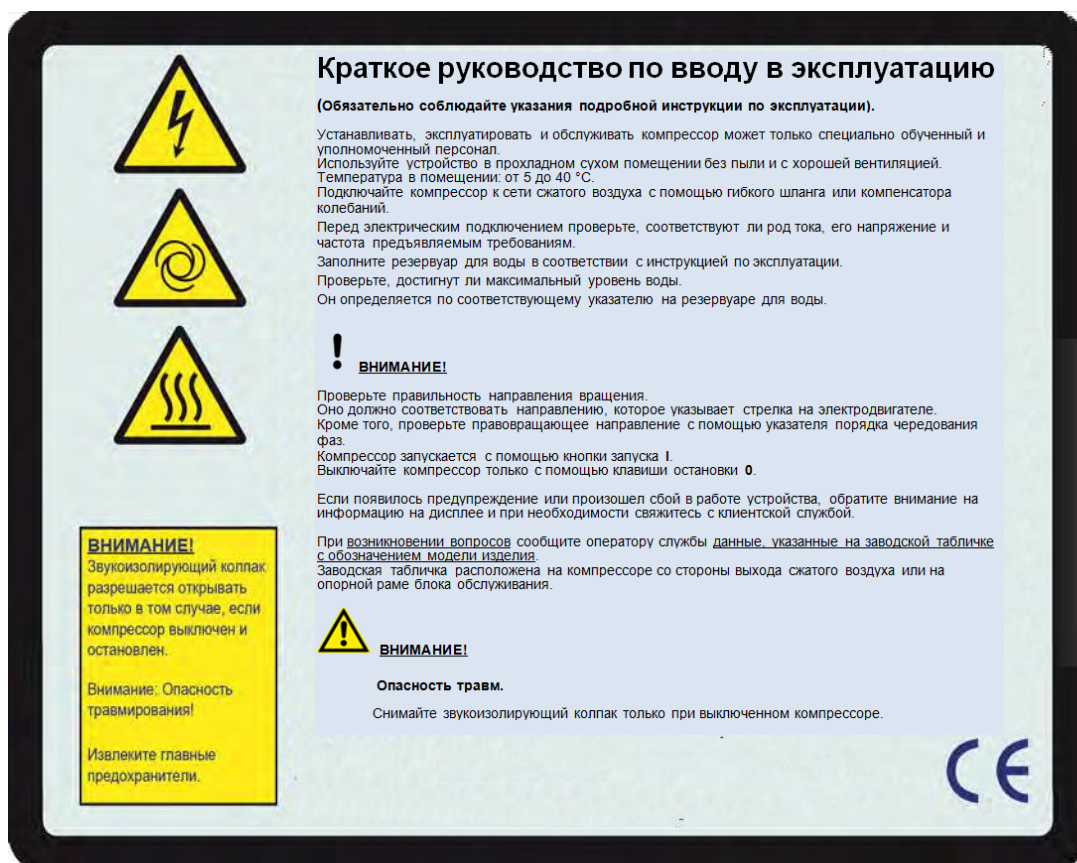 Краткое руководство по вводу в эксплуатацию
(Обязательно соблюдайте указания подробной инструкции по эксплуатации).
Устанавливать, эксплуатировать и обслуживать компрессор может только специально обученный и
уполномоченный персонал.
Используйте устройство в прохладном сухом помещении без пыли и с хорошей вентиляцией.
Температура в помещении: от 5 до 40 °C.
Подключайте компрессор к сети сжатого воздуха с помощью гибкого шланга или компенсатора
колебаний.
Перед электрическим подключением проверьте, соответствуют ли род тока, его напряжение и
частота предъявляемым требованиям.
Заполните резервуар для воды в соответствии с инструкцией по эксплуатации.
Проверьте, достигнут ли максимальный уровень воды.
Он определяется по соответствующему указателю на резервуаре для воды.
! ВНИМАНИЕ!
Проверьте правильность направления вращения.
Оно должно соответствовать направлению, которое указывает стрелка на электродвигателе.
Кроме того, проверьте правовращающее направление с помощью указателя порядка чередования
фаз.
Компрессор запускается с помощью кнопки запуска I.
Выключайте компрессор только с помощью клавиши остановки 0.
Если появилось предупреждение или произошел сбой в работе устройства, обратите внимание на
информацию на дисплее и при необходимости свяжитесь с клиентской службой.
При возникновении вопросов сообщите оператору службы данные, указанные на заводской табличке
с обозначением модели изделия.
Заводская табличка расположена на компрессоре со стороны выхода сжатого воздуха или на
опорной раме блока обслуживания.
ВНИМАНИЕ!
Опасность травм.
Снимайте звукоизолирующий колпак только при выключенном компрессоре.
ВНИМАНИЕ!
Звукоизолирующий колпак
разрешается открывать
только в том случае, если
компрессор выключен и
остановлен.
Внимание: Опасность
травмирования!
Извлеките главные
предохранители.
CE